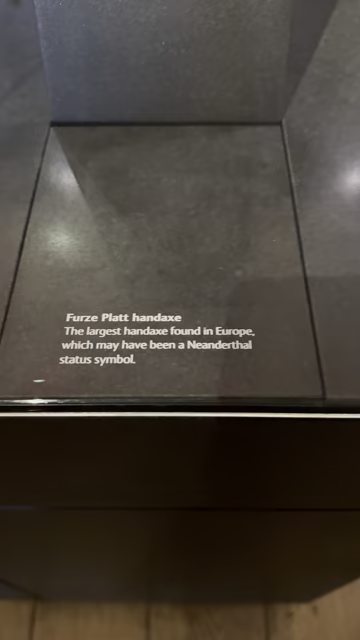 Furze Platt handaxe
The largest handaxe found in Europe,
which may have been a Neanderthal
status symbol.